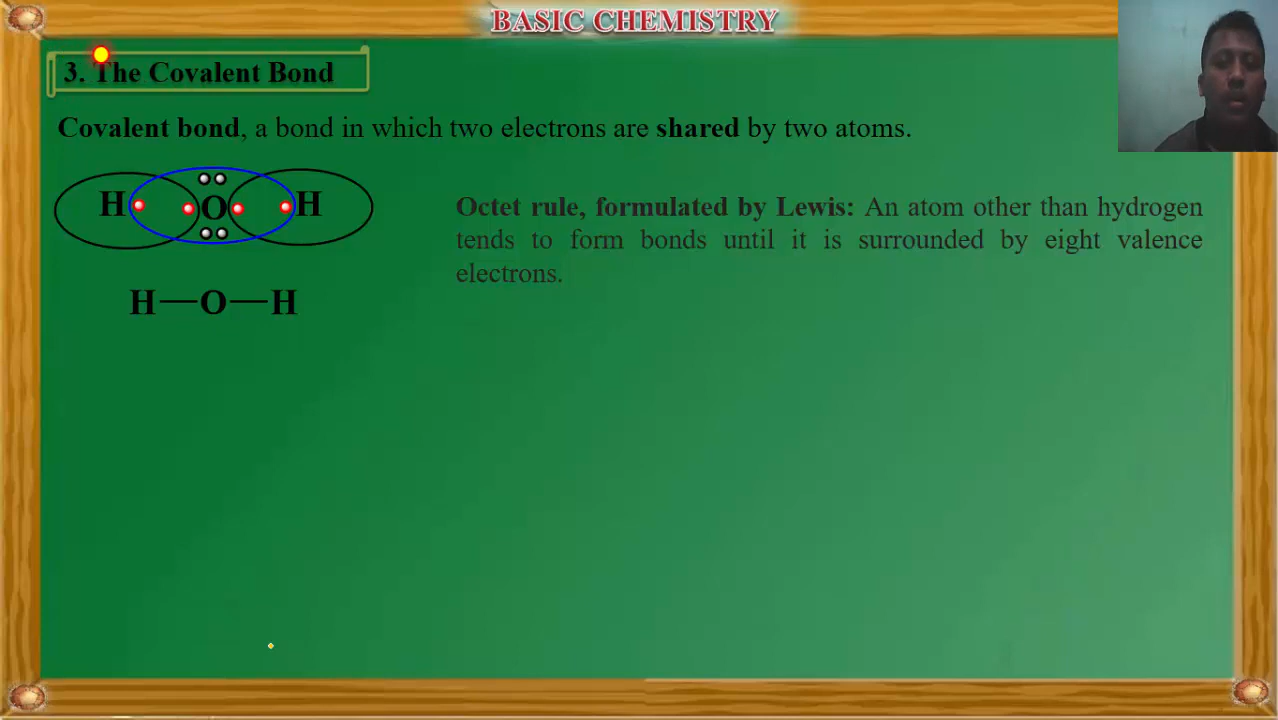 BASIC CHEMISTRY
3. The Covalent Bond
Covalent bond, a bond in which two electrons are shared by two atoms.
H O H
Octet rule, formulated by Lewis: An atom other than hydrogen
tends to form bonds until it is surrounded by eight valence
electrons.
H—O—H